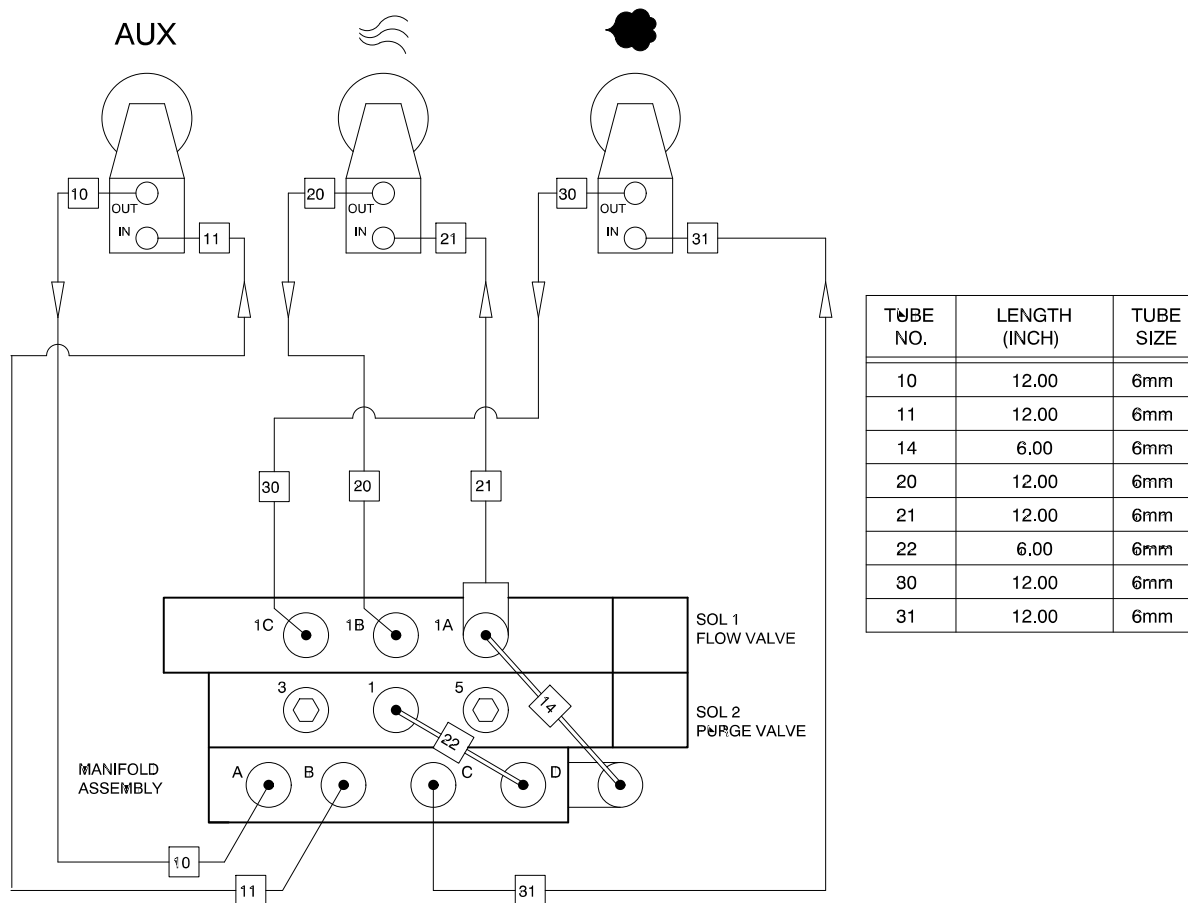 AUX
10
OUT
IN
11
20
OUT
IN
21
30
OUT
IN
31
TUBE NO. LENGTH (INCH) TUBE SIZE
10 12.00 6mm
11 12.00 6mm
14 6.00 6mm
20 12.00 6mm
21 12.00 6mm
22 6.00 6mm
30 12.00 6mm
31 12.00 6mm
30
20
21
1C
1B
1A
SOL 1
FLOW VALVE
3
1
5
14
22
SOL 2
PURGE VALVE
MANIFOLD
ASSEMBLY
A
B
C
D
10
11
31